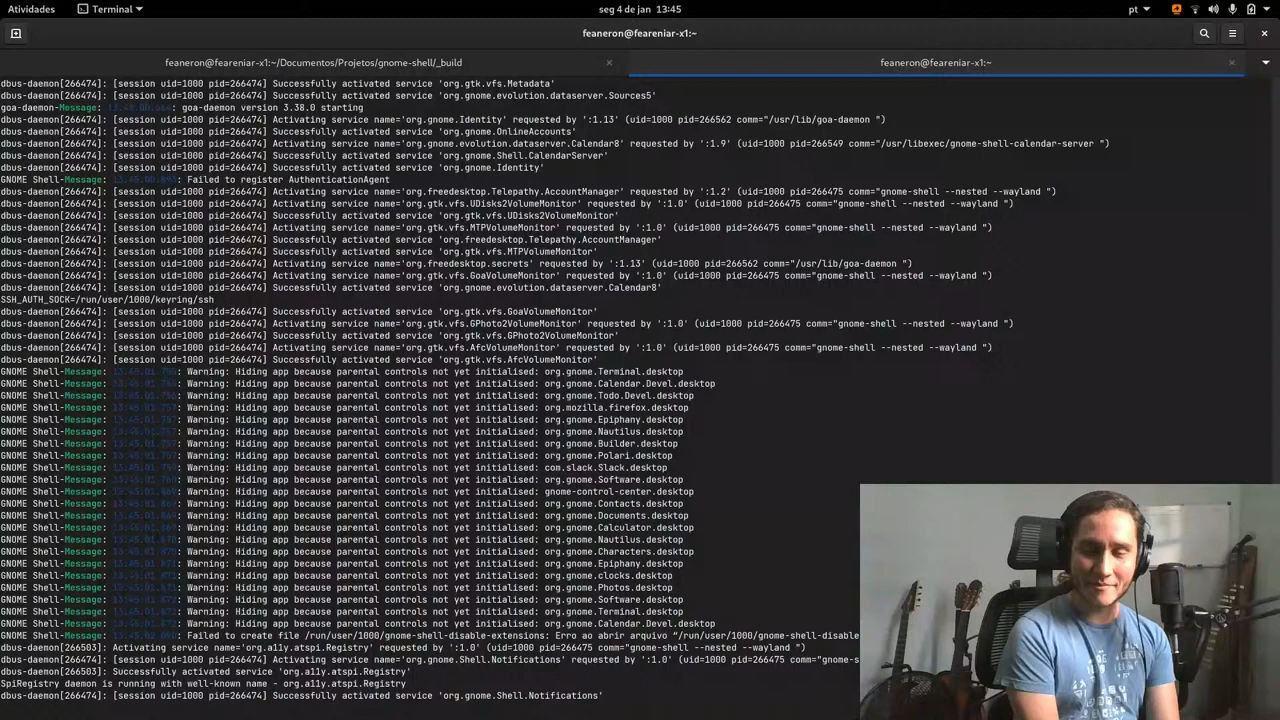 Atividades
Terminal
seg 4 de jan 13:45
pt
feaneron@feareniar-x1:~
feaneron@feareniar-x1:~/Documentos/Projetos/gnome-shell/_build
feaneron@feareniar-x1:~
dbus-daemon[266474]: [session uid=1000 pid=266474] Successfully activated service 'org.gtk.vfs.Metadata'
dbus-daemon[266474]: [session uid=1000 pid=266474] Successfully activated service 'org.gnome.evolution.dataserver.Sources5'
goa-daemon-Message: : goa-daemon version 3.38.0 starting
dbus-daemon[266474]: [session uid=1000 pid=266474] Activating service name='org.gnome.Identity' requested by ':1.13' (uid=1000 pid=266562 comm="/usr/lib/goa-daemon ")
dbus-daemon[266474]: [session uid=1000 pid=266474] Successfully activated service 'org.gnome.OnlineAccounts'
dbus-daemon[266474]: [session uid=1000 pid=266474] Activating service name='org.gnome.evolution.dataserver.Calendar8' requested by ':1.9' (uid=1000 pid=266549 comm="/usr/libexec/gnome-shell-calendar-server ")
dbus-daemon[266474]: [session uid=1000 pid=266474] Successfully activated service 'org.gnome.Shell.CalendarServer'
dbus-daemon[266474]: [session uid=1000 pid=266474] Successfully activated service 'org.gnome.Identity'
GNOME Shell-Message: : Failed to register AuthenticationAgent
dbus-daemon[266474]: [session uid=1000 pid=266474] Activating service name='org.freedesktop.Telepathy.AccountManager' requested by ':1.2' (uid=1000 pid=266475 comm="gnome-shell --nested --wayland ")
dbus-daemon[266474]: [session uid=1000 pid=266474] Activating service name='org.gtk.vfs.UDisks2VolumeMonitor' requested by ':1.0' (uid=1000 pid=266475 comm="gnome-shell --nested --wayland ")
dbus-daemon[266474]: [session uid=1000 pid=266474] Successfully activated service 'org.gtk.vfs.UDisks2VolumeMonitor'
dbus-daemon[266474]: [session uid=1000 pid=266474] Activating service name='org.gtk.vfs.MTPVolumeMonitor' requested by ':1.0' (uid=1000 pid=266475 comm="gnome-shell --nested --wayland ")
dbus-daemon[266474]: [session uid=1000 pid=266474] Successfully activated service 'org.freedesktop.Telepathy.AccountManager'
dbus-daemon[266474]: [session uid=1000 pid=266474] Successfully activated service 'org.gtk.vfs.MTPVolumeMonitor'
dbus-daemon[266474]: [session uid=1000 pid=266474] Activating service name='org.freedesktop.secrets' requested by ':1.13' (uid=1000 pid=266562 comm="/usr/lib/goa-daemon ")
dbus-daemon[266474]: [session uid=1000 pid=266474] Activating service name='org.gtk.vfs.GoaVolumeMonitor' requested by ':1.0' (uid=1000 pid=266475 comm="gnome-shell --nested --wayland ")
dbus-daemon[266474]: [session uid=1000 pid=266474] Successfully activated service 'org.gnome.evolution.dataserver.Calendar8'
SSH_AUTH_SOCK=/run/user/1000/keyring/ssh
dbus-daemon[266474]: [session uid=1000 pid=266474] Successfully activated service 'org.gtk.vfs.GoaVolumeMonitor'
dbus-daemon[266474]: [session uid=1000 pid=266474] Activating service name='org.gtk.vfs.GPhoto2VolumeMonitor' requested by ':1.0' (uid=1000 pid=266475 comm="gnome-shell --nested --wayland ")
dbus-daemon[266474]: [session uid=1000 pid=266474] Successfully activated service 'org.gtk.vfs.GPhoto2VolumeMonitor'
dbus-daemon[266474]: [session uid=1000 pid=266474] Activating service name='org.gtk.vfs.AfcVolumeMonitor' requested by ':1.0' (uid=1000 pid=266475 comm="gnome-shell --nested --wayland ")
dbus-daemon[266474]: [session uid=1000 pid=266474] Successfully activated service 'org.gtk.vfs.AfcVolumeMonitor'
GNOME Shell-Message: : Warning: Hiding app because parental controls not yet initialised: org.gnome.Terminal.desktop
GNOME Shell-Message: : Warning: Hiding app because parental controls not yet initialised: org.gnome.Calendar.Devel.desktop
GNOME Shell-Message: : Warning: Hiding app because parental controls not yet initialised: org.gnome.Todo.Devel.desktop
GNOME Shell-Message: : Warning: Hiding app because parental controls not yet initialised: org.mozilla.firefox.desktop
GNOME Shell-Message: : Warning: Hiding app because parental controls not yet initialised: org.gnome.Epiphany.desktop
GNOME Shell-Message: : Warning: Hiding app because parental controls not yet initialised: org.gnome.Nautilus.desktop
GNOME Shell-Message: : Warning: Hiding app because parental controls not yet initialised: org.gnome.Builder.desktop
GNOME Shell-Message: : Warning: Hiding app because parental controls not yet initialised: org.gnome.Polari.desktop
GNOME Shell-Message: : Warning: Hiding app because parental controls not yet initialised: com.slack.Slack.desktop
GNOME Shell-Message: : Warning: Hiding app because parental controls not yet initialised: org.gnome.Software.desktop
GNOME Shell-Message: : Warning: Hiding app because parental controls not yet initialised: gnome-control-center.desktop
GNOME Shell-Message: : Warning: Hiding app because parental controls not yet initialised: org.gnome.Contacts.desktop
GNOME Shell-Message: : Warning: Hiding app because parental controls not yet initialised: org.gnome.Documents.desktop
GNOME Shell-Message: : Warning: Hiding app because parental controls not yet initialised: org.gnome.Calculator.desktop
GNOME Shell-Message: : Warning: Hiding app because parental controls not yet initialised: org.gnome.Nautilus.desktop
GNOME Shell-Message: : Warning: Hiding app because parental controls not yet initialised: org.gnome.Characters.desktop
GNOME Shell-Message: : Warning: Hiding app because parental controls not yet initialised: org.gnome.Epiphany.desktop
GNOME Shell-Message: : Warning: Hiding app because parental controls not yet initialised: org.gnome.clocks.desktop
GNOME Shell-Message: : Warning: Hiding app because parental controls not yet initialised: org.gnome.Photos.desktop
GNOME Shell-Message: : Warning: Hiding app because parental controls not yet initialised: org.gnome.Software.desktop
GNOME Shell-Message: : Warning: Hiding app because parental controls not yet initialised: org.gnome.Terminal.desktop
GNOME Shell-Message: : Warning: Hiding app because parental controls not yet initialised: org.gnome.Calendar.Devel.desktop
GNOME Shell-Message: : Failed to create file /run/user/1000/gnome-shell-disable-extensions: Erro ao abrir arquivo “/run/user/1000/gnome-shell-disable
dbus-daemon[266503]: Activating service name='org.a11y.atspi.Registry' requested by ':1.0' (uid=1000 pid=266475 comm="gnome-shell --nested --wayland ")
dbus-daemon[266474]: [session uid=1000 pid=266474] Activating service name='org.gnome.Shell.Notifications' requested by ':1.0' (uid=1000 pid=266475 comm="gnome-s
dbus-daemon[266503]: Successfully activated service 'org.a11y.atspi.Registry'
SpiRegistry daemon is running with well-known name - org.a11y.atspi.Registry
dbus-daemon[266474]: [session uid=1000 pid=266474] Successfully activated service 'org.gnome.Shell.Notifications'